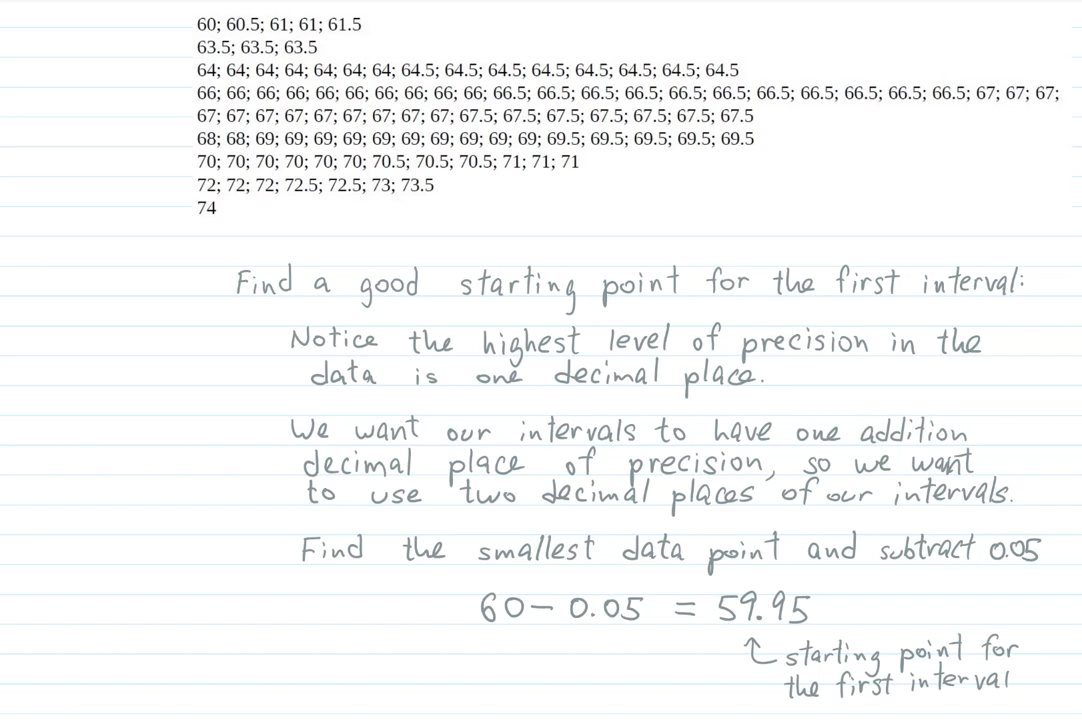 60; 60.5; 61; 61; 61.5
63.5; 63.5; 63.5
64; 64; 64; 64; 64; 64; 64; 64.5; 64.5; 64.5; 64.5; 64.5; 64.5; 64.5; 64.5
66; 66; 66; 66; 66; 66; 66; 66; 66; 66; 66.5; 66.5; 66.5; 66.5; 66.5; 66.5; 66.5; 66.5; 66.5; 66.5; 66.5; 67; 67; 67;
67; 67; 67; 67; 67; 67; 67; 67; 67; 67.5; 67.5; 67.5; 67.5; 67.5; 67.5; 67.5
68; 68; 69; 69; 69; 69; 69; 69; 69; 69; 69; 69; 69.5; 69.5; 69.5; 69.5; 69.5
70; 70; 70; 70; 70; 70; 70.5; 70.5; 70.5; 71; 71; 71
72; 72; 72; 72.5; 72.5; 73; 73.5
74
Find a good starting point for the first interval:
Notice the highest level of precision in the
data is one decimal place.
We want our intervals to have one addition
decimal place of precision, so we want
to use "two decimal places" of our intervals.
Find the smallest data point and subtract 0.05
60 - 0.05 = 59.95
starting point for
the first interval